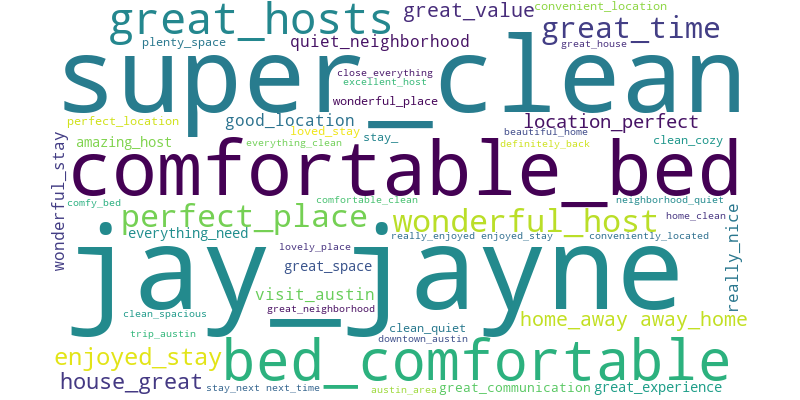 convenient_location
great_hosts
great_value
great_time
plenty_space
quiet_neighborhood
great_house
super_clean
close_everything
excellent_host
wonderful_place
perfect_location
good_location
location_perfect
loved_stay
beautiful_home
amazing_host
everything_clean
stay_
definitely_back
clean_cozy
wonderful_stay
comfortable_bed
comfy_bed
comfortable_clean
neighborhood_quiet
perfect_place
wonderful_host
home_clean
everything_need
really_enjoyed enjoyed_stay
conveniently_located
really_nice
lovely_place
jay_jayne
great_space
visit_austin
great_neighborhood
clean_spacious
home_away away_home
trip_austin
clean_quiet
downtown_austin
enjoyed_stay
bed_comfortable
house_great
stay_next next_time
austin_area
great_communication
great_experience